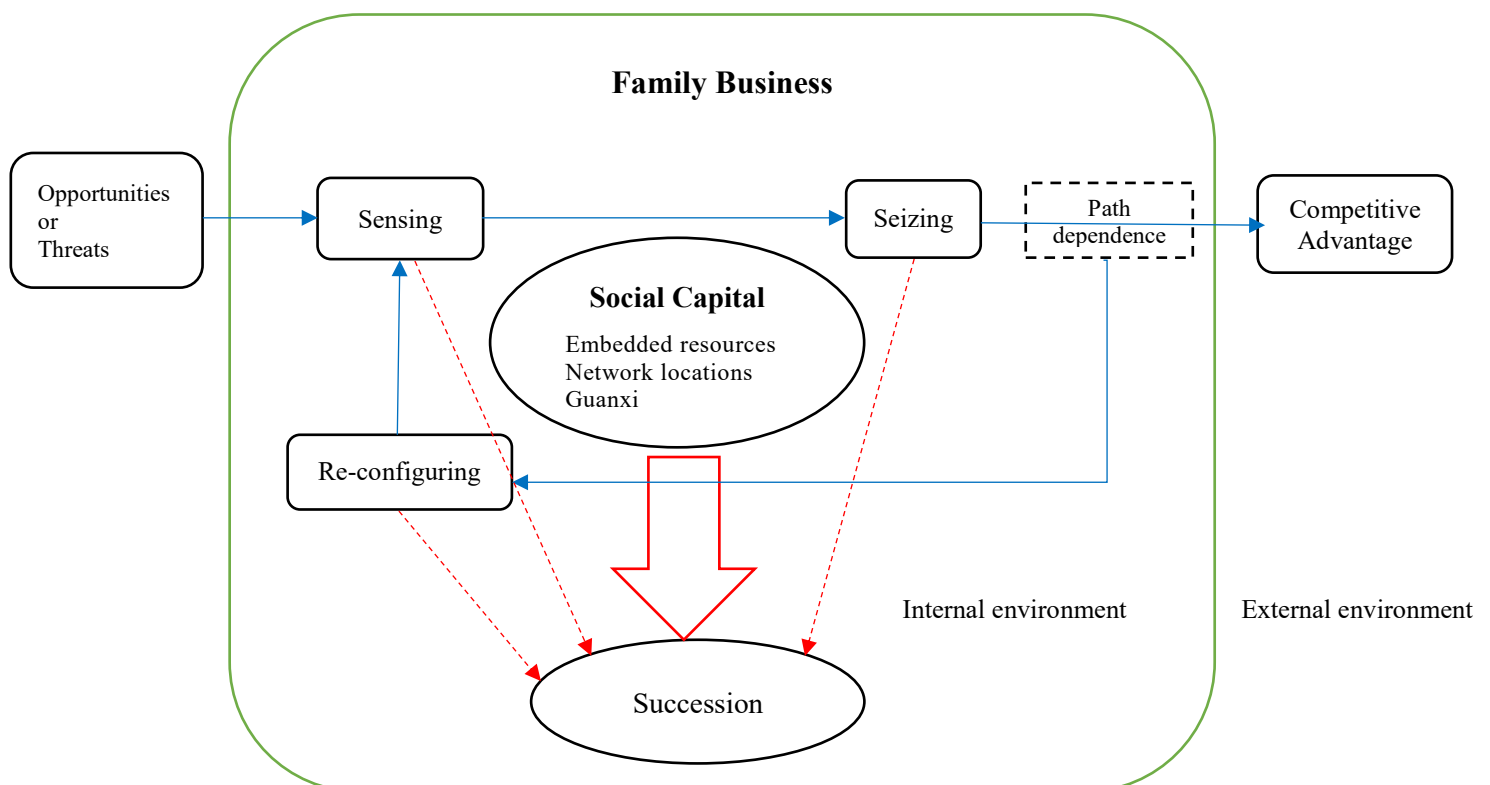 Family Business
Opportunities
or
Threats
Sensing
Seizing
Path
dependence
Competitive
Advantage
Social Capital
Embedded resources
Network locations
Guanxi
Re-configuring
Internal environment
External environment
Succession